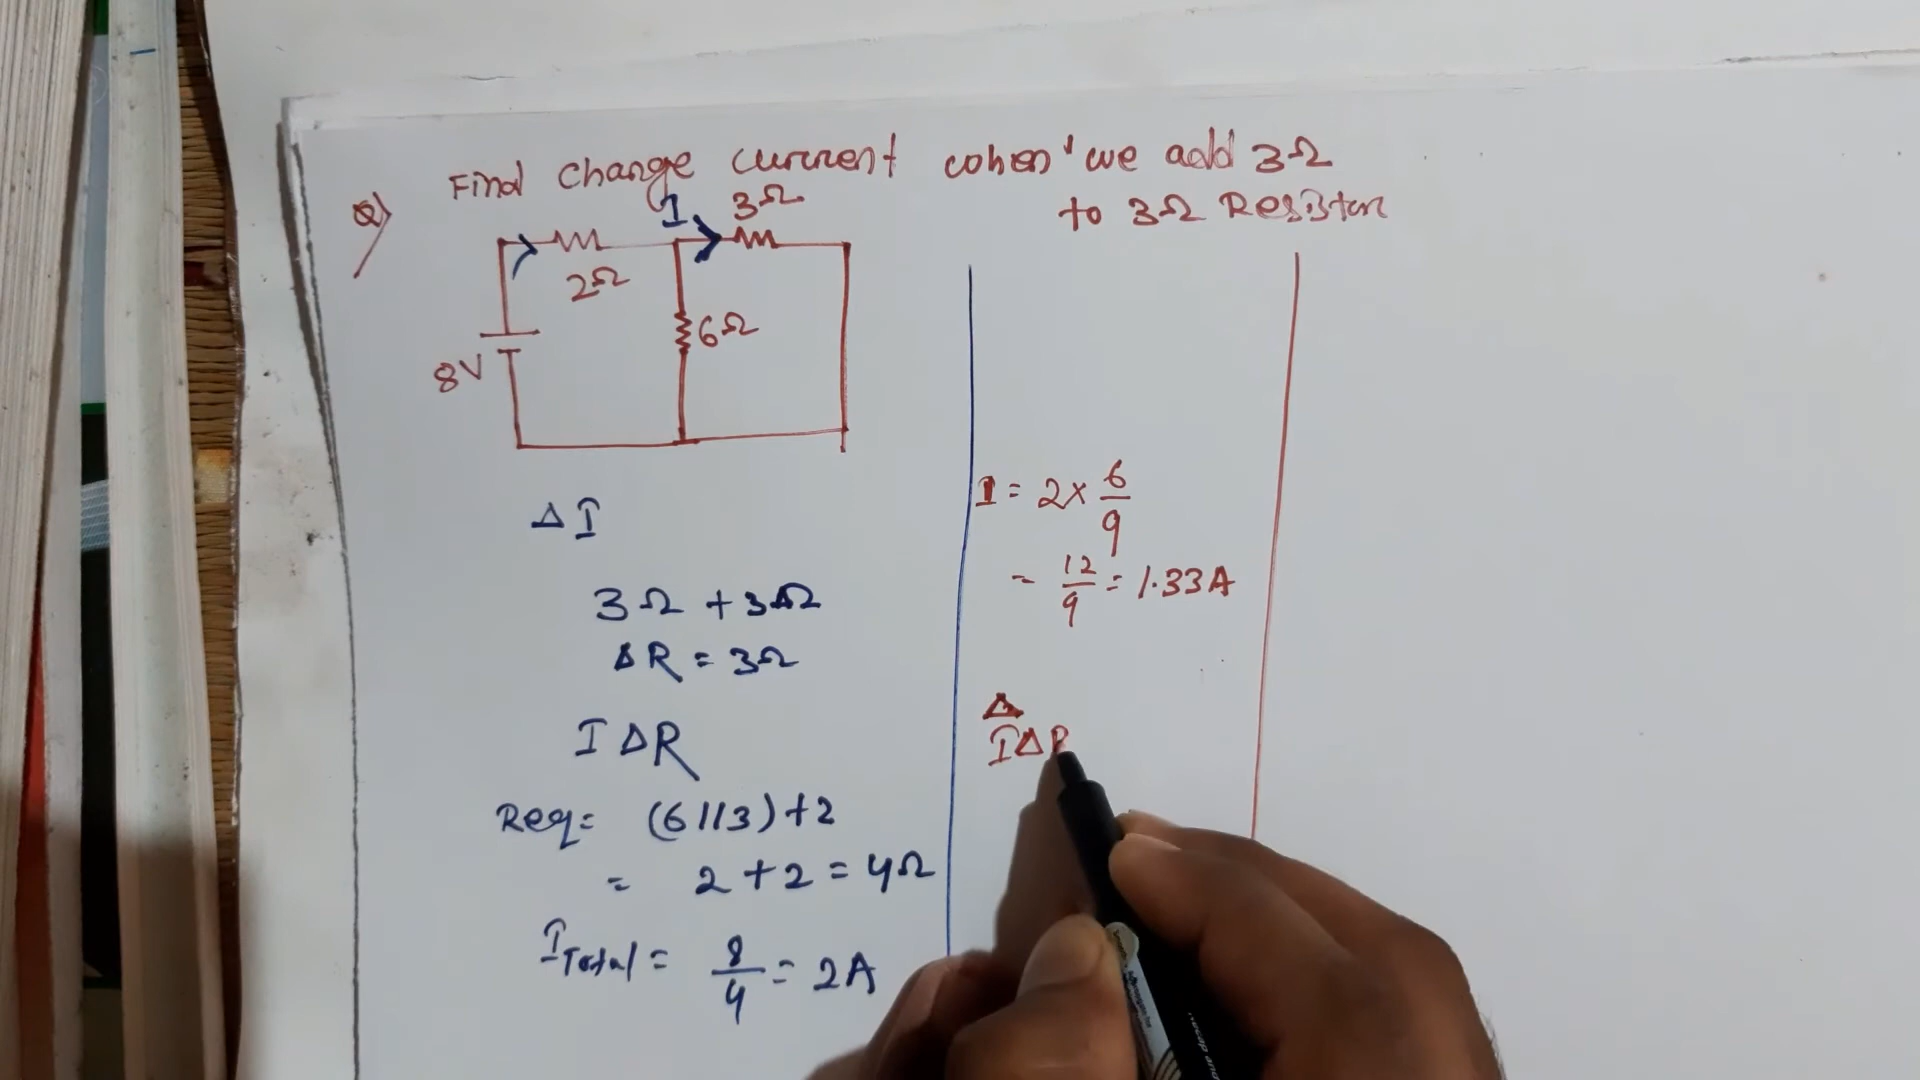 Q) Find change current when we add 3Ω
to 3Ω Resistor
I
3Ω
2Ω
6Ω
8V
ΔI
3Ω + 3Ω
ΔR = 3Ω
IΔR
Req = (6 || 3) + 2
= 2 + 2 = 4Ω
I Total = 8/4 = 2A
I = 2 × 6/9
= 12/9 = 1.33A
Δ
IΔR